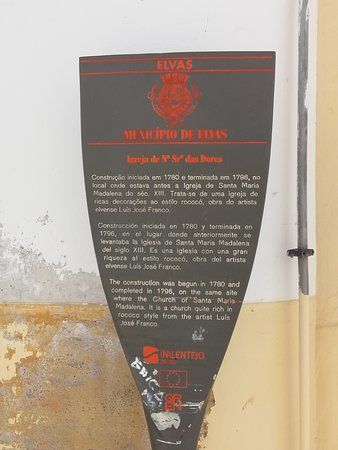 ELVAS
MUNICÍPIO DE ELVAS
Igreja de Nª Srª das Dores
Construção iniciada em 1780 e terminada em 1796, no
local onde estava antes a Igreja de Santa Maria
Madalena do séc. XIII. Trata-se de uma igreja de
ricas decorações ao estilo rococó, obra do artista
elvense Luis José Franco.
Construcción iniciada en 1780 y terminada en
1796, en el lugar donde anteriormente se
levantaba la Iglesia de Santa Maria Madalena
del siglo XIII. Es una iglesia con una gran
riqueza al estilo rococó, obra del artista
elvense Luis José Franco.
The construction was begun in 1780 and
completed in 1796, on the same site
where the Church of Santa Maria
Madalena. It is a church quite rich in
rococo style from the artist Luís
José Franco.
INALENTEJO
QR
EN